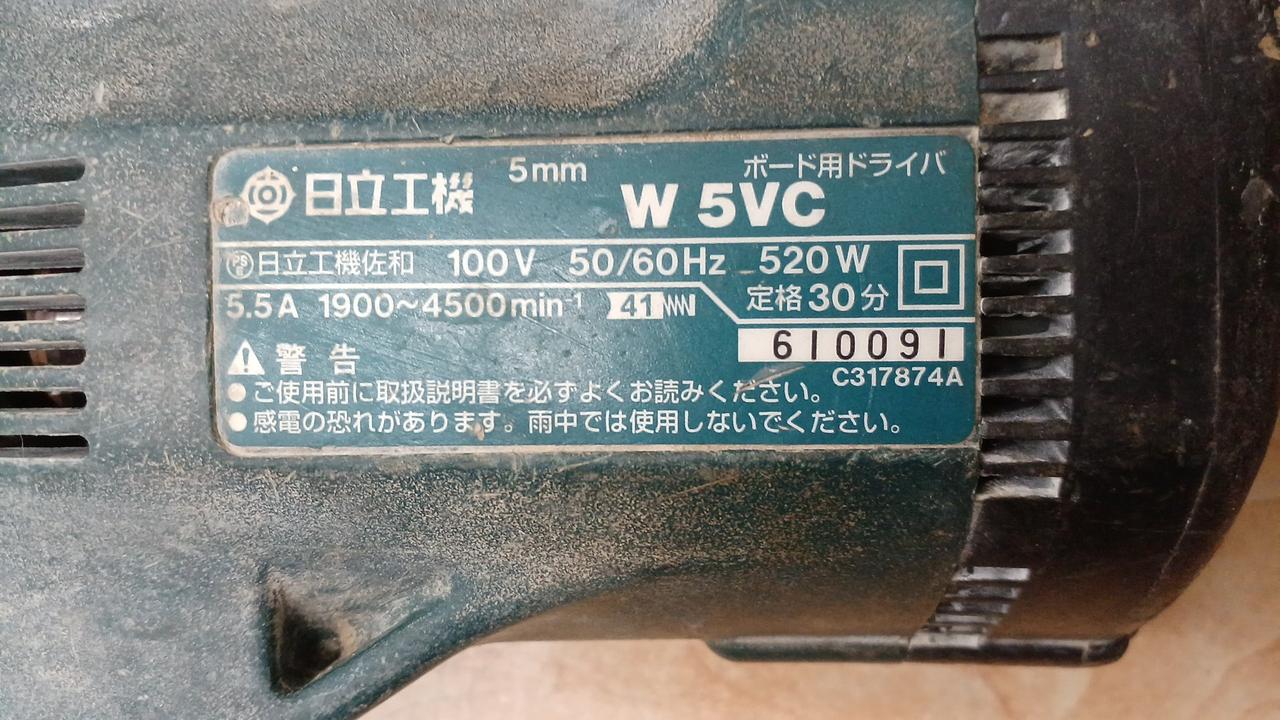 日立工機 5mm ボード用ドライバ
W 5VC
PS
E 日立工機佐和 100V 50/60Hz 520W
5.5A 1900～4500min⁻¹ 41 定格30分
610091
C317874A
警告
● ご使用前に取扱説明書を必ずよくお読みください。
● 感電の恐れがあります。雨中では使用しないでください。